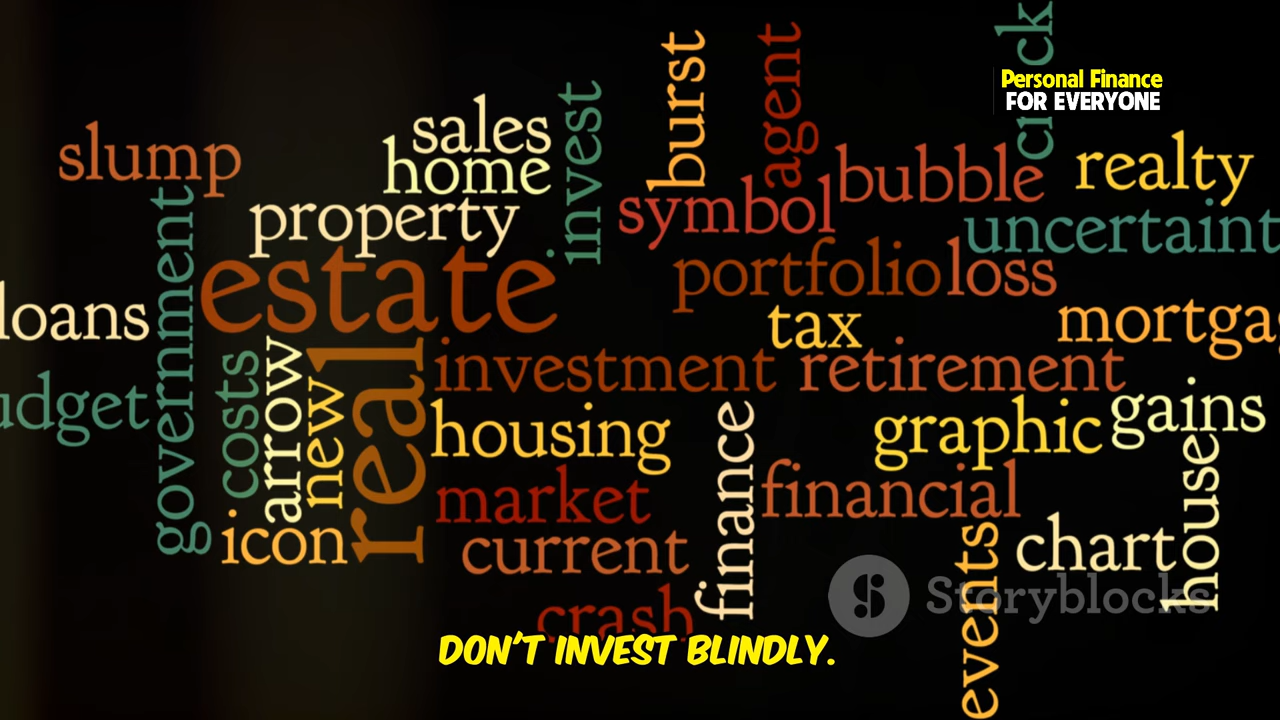 Personal Finance
FOR EVERYONE
slump
sales
home
property
estate
government
loans
udget
costs
arrow
new
real
icon
invest
burst
agent
symbol
bubble
realty
uncertaint
portfolio
loss
tax
mortga
investment
retirement
housing
graphic
gains
market
finance
financial
house
current
chart
crash
events
Storyblocks
DON'T INVEST BLINDLY.